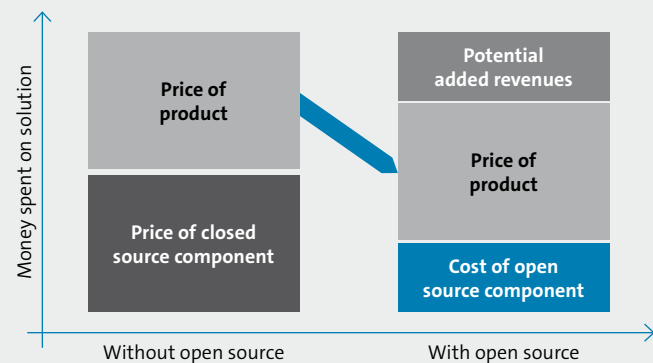 Money spent on solution
Price of
product
Price of closed
source component
Potential
added revenues
Price of
product
Cost of open
source component
Without open source
With open source